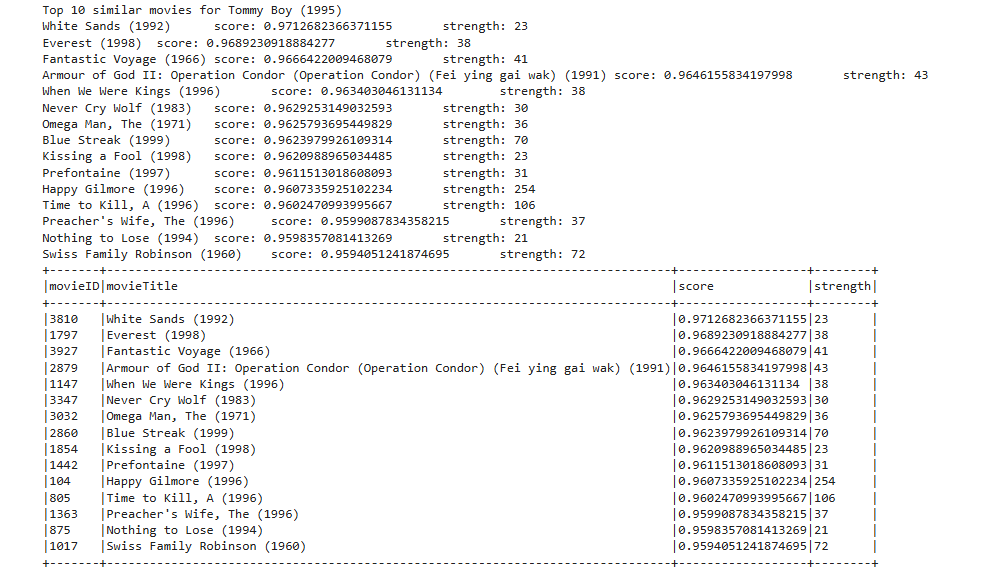 Top 10 similar movies for Tommy Boy (1995)
White Sands (1992)      score: 0.9712682366371155       strength: 23
Everest (1998)  score: 0.9689230918884277       strength: 38
Fantastic Voyage (1966) score: 0.9666422009468079       strength: 41
Armour of God II: Operation Condor (Operation Condor) (Fei ying gai wak) (1991) score: 0.9646155834197998       strength: 43
When We Were Kings (1996)       score: 0.963403046131134        strength: 38
Never Cry Wolf (1983)   score: 0.9629253149032593       strength: 30
Omega Man, The (1971)   score: 0.9625793695449829       strength: 36
Blue Streak (1999)      score: 0.9623979926109314       strength: 70
Kissing a Fool (1998)   score: 0.9620988965034485       strength: 23
Prefontaine (1997)      score: 0.9611513018608093       strength: 31
Happy Gilmore (1996)    score: 0.9607335925102234       strength: 254
Time to Kill, A (1996)  score: 0.9602470993995667       strength: 106
Preacher's Wife, The (1996)     score: 0.9599087834358215       strength: 37
Nothing to Lose (1994)  score: 0.9598357081413269       strength: 21
Swiss Family Robinson (1960)    score: 0.9594051241874695       strength: 72
+-------+-------------------------------------------------------------------------------+------------------+--------+
|movieID|movieTitle                                                                     |score             |strength|
+-------+-------------------------------------------------------------------------------+------------------+--------+
|3810   |White Sands (1992)                                                             |0.9712682366371155|23      |
|1797   |Everest (1998)                                                                 |0.9689230918884277|38      |
|3927   |Fantastic Voyage (1966)                                                        |0.9666422009468079|41      |
|2879   |Armour of God II: Operation Condor (Operation Condor) (Fei ying gai wak) (1991)|0.9646155834197998|43      |
|1147   |When We Were Kings (1996)                                                      |0.963403046131134 |38      |
|3347   |Never Cry Wolf (1983)                                                          |0.9629253149032593|30      |
|3032   |Omega Man, The (1971)                                                          |0.9625793695449829|36      |
|2860   |Blue Streak (1999)                                                             |0.9623979926109314|70      |
|1854   |Kissing a Fool (1998)                                                          |0.9620988965034485|23      |
|1442   |Prefontaine (1997)                                                             |0.9611513018608093|31      |
|104    |Happy Gilmore (1996)                                                           |0.9607335925102234|254     |
|805    |Time to Kill, A (1996)                                                         |0.9602470993995667|106     |
|1363   |Preacher's Wife, The (1996)                                                    |0.9599087834358215|37      |
|875    |Nothing to Lose (1994)                                                         |0.9598357081413269|21      |
|1017   |Swiss Family Robinson (1960)                                                   |0.9594051241874695|72      |
+-------+-------------------------------------------------------------------------------+------------------+--------+